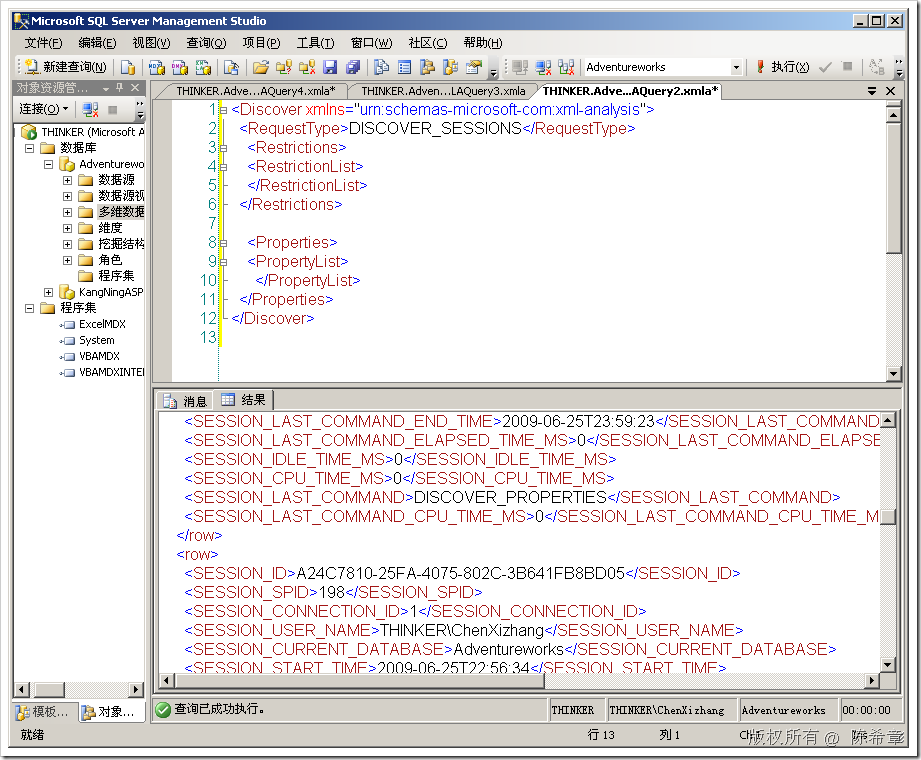 Microsoft SQL Server Management Studio
文件(F) 编辑(E) 视图(V) 查询(Q) 项目(P) 工具(T) 窗口(W) 社区(C) 帮助(H)
新建查询(N) Adventureworks 执行(X)
对象资源管...
THINKER.Adve...AQuery4.xmla* THINKER.Adven...LAQuery3.xmla THINKER.Adve...AQuery2.xmla*
连接(O)
THINKER (Microsoft A
数据库
Adventurewo
数据源
数据源视
多维数据
维度
挖掘结构
角色
程序集
KangNingASP
程序集
ExcelMDX
System
VBAMDX
VBAMDXINTER
1 <Discover xmlns="urn:schemas-microsoft-com:xml-analysis">
2 <RequestType>DISCOVER_SESSIONS</RequestType>
3 <Restrictions>
4 <RestrictionList>
5 </RestrictionList>
6 </Restrictions>
7
8 <Properties>
9 <PropertyList>
10 </PropertyList>
11 </Properties>
12 </Discover>
13
消息 结果
<SESSION_LAST_COMMAND_END_TIME>2009-06-25T23:59:23</SESSION_LAST_COMMAND
<SESSION_LAST_COMMAND_ELAPSED_TIME_MS>0</SESSION_LAST_COMMAND_ELAPSE
<SESSION_IDLE_TIME_MS>0</SESSION_IDLE_TIME_MS>
<SESSION_CPU_TIME_MS>0</SESSION_CPU_TIME_MS>
<SESSION_LAST_COMMAND>DISCOVER_PROPERTIES</SESSION_LAST_COMMAND>
<SESSION_LAST_COMMAND_CPU_TIME_MS>0</SESSION_LAST_COMMAND_CPU_TIME_M
</row>
<row>
<SESSION_ID>A24C7810-25FA-4075-802C-3B641FB8BD05</SESSION_ID>
<SESSION_SPID>198</SESSION_SPID>
<SESSION_CONNECTION_ID>1</SESSION_CONNECTION_ID>
<SESSION_USER_NAME>THINKER\ChenXizhang</SESSION_USER_NAME>
<SESSION_CURRENT_DATABASE>Adventureworks</SESSION_CURRENT_DATABASE>
<SESSION_START_TIME>2009-06-25T22:56:34</SESSION_START_TIME>
模板... 对象...
查询已成功执行。 THINKER THINKER\ChenXizhang Adventureworks 00:00:00
就绪 行 13 列 1
版权所有 @ 陈希章